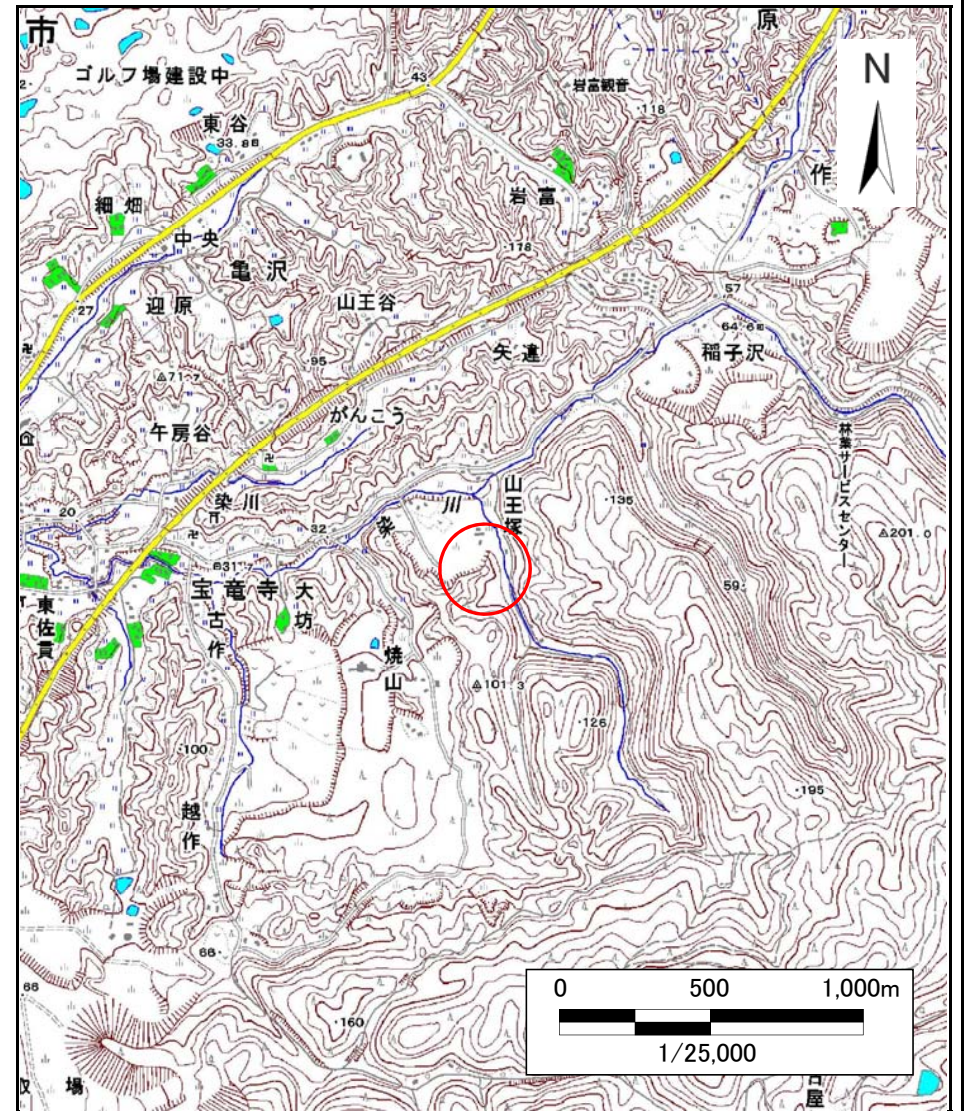 市
原
ゴルフ場建設中
43
岩富観音
118
N
東谷
33.8
作
細畑
岩富
中央
118
亀沢
27
迎原
山王谷
57
64.6
95
矢違
稲子沢
71.7
がんこう
午房谷
林業サービスセンター
山王塚
135
染川
20
川
染
32
201.0
31.7
59
宝竜寺
大坊
東佐貫
古作
焼山
101.3
126
100
195
越作
66
66
160
場
0 500 1,000m
1/25,000